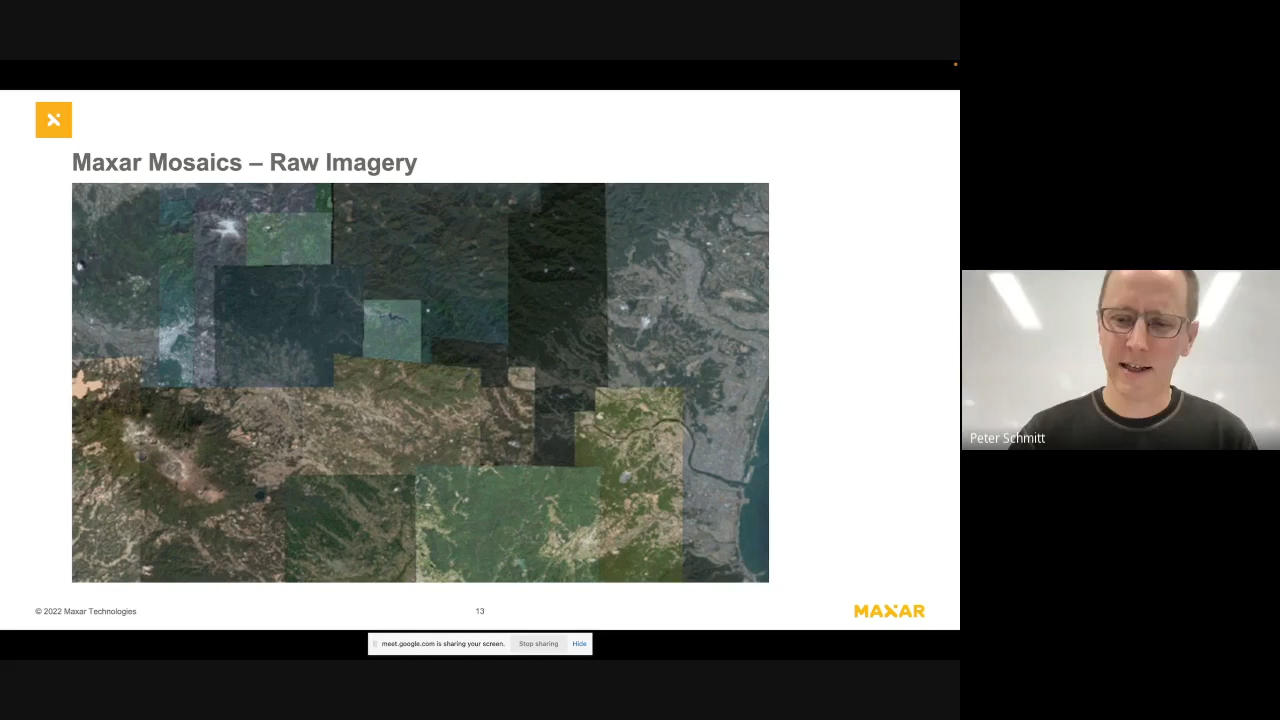 Maxar Mosaics – Raw Imagery
Peter Schmitt
© 2022 Maxar Technologies
13
MAXAR
meet.google.com is sharing your screen.
Stop sharing
Hide